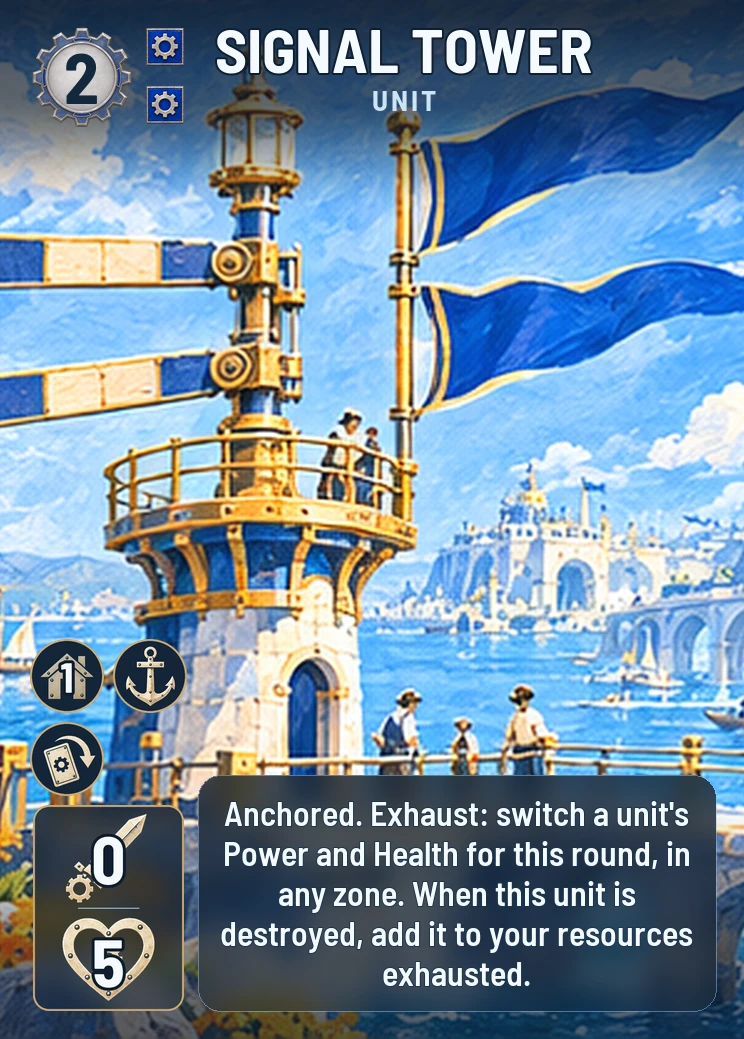 2
SIGNAL TOWER
UNIT
1
0
5
Anchored. Exhaust: switch a unit's
Power and Health for this round, in
any zone. When this unit is
destroyed, add it to your resources
exhausted.